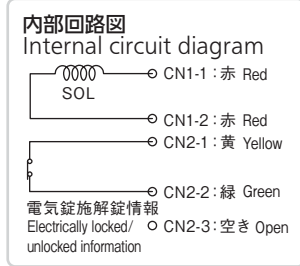 内部回路図
Internal circuit diagram
CN1-1：赤 Red
SOL
CN1-2：赤 Red
CN2-1：黄 Yellow
CN2-2：緑 Green
電気錠施解錠情報
Electrically locked/
unlocked information
CN2-3：空き Open